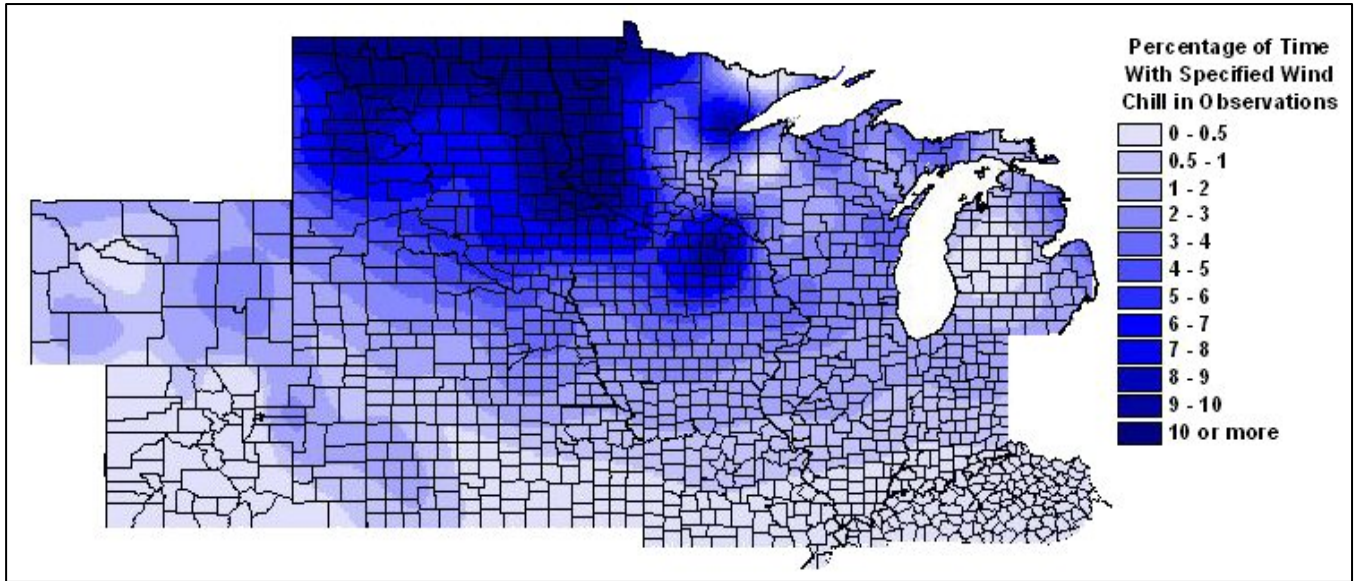 Percentage of Time
With Specified Wind
Chill in Observations
0 - 0.5
0.5 - 1
1 - 2
2 - 3
3 - 4
4 - 5
5 - 6
6 - 7
7 - 8
8 - 9
9 - 10
10 or more